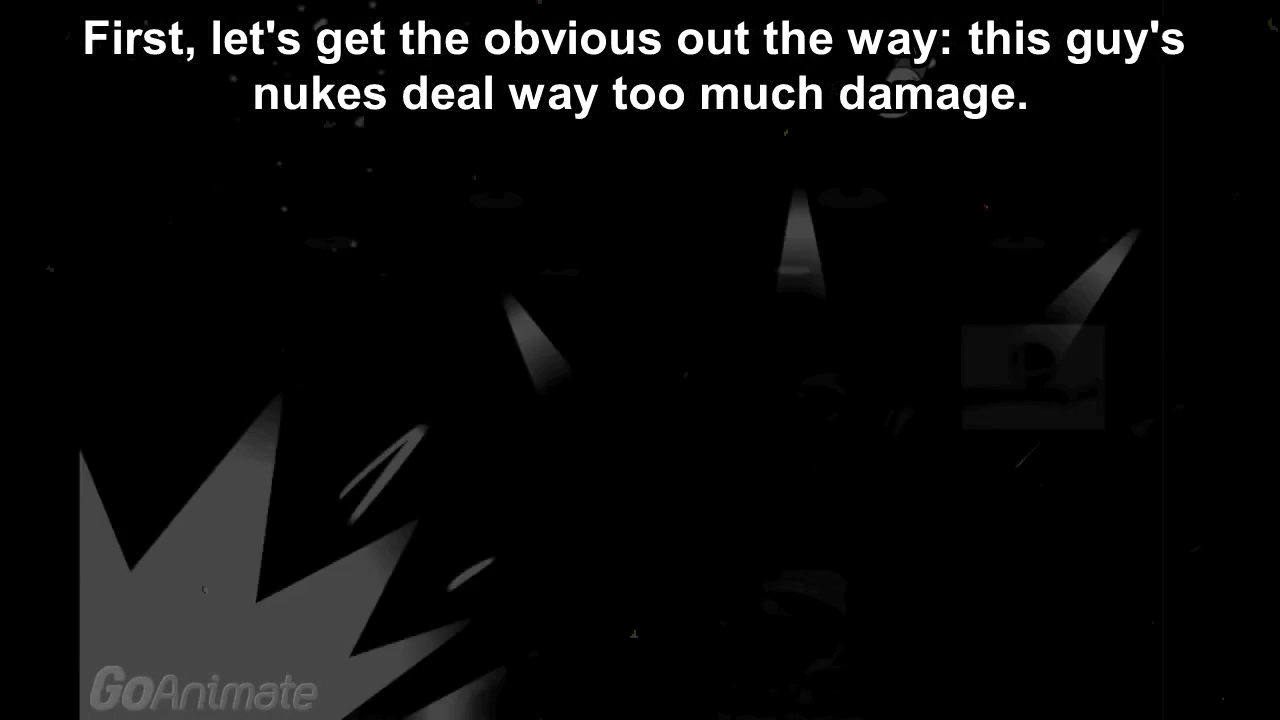 First, let's get the obvious out the way: this guy's
nukes deal way too much damage.
GoAnimate